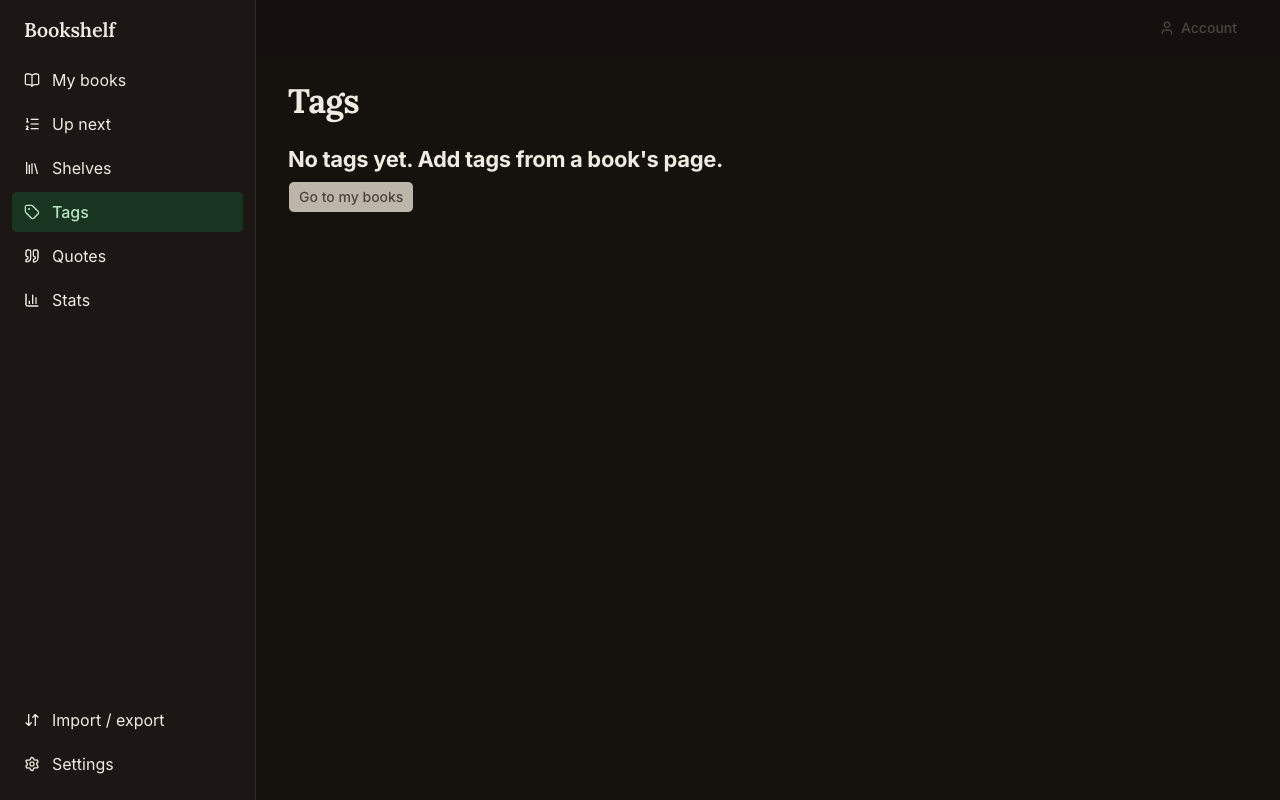 Bookshelf
My books
Up next
Shelves
Tags
Quotes
Stats
Import / export
Settings
Account
Tags
No tags yet. Add tags from a book's page.
Go to my books